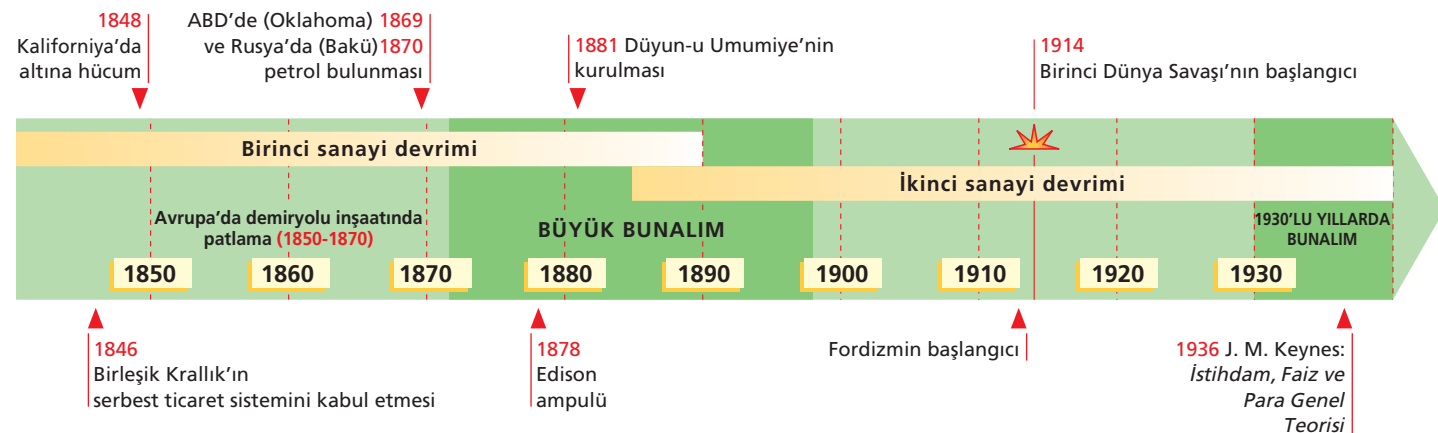 1848
Kaliforniya’da
altına hücum
ABD’de (Oklahoma) 1869
ve Rusya’da (Bakü)1870
petrol bulunması
1881 Düyun-u Umumiye’nin
kurulması
1914
Birinci Dünya Savaşı’nın başlangıcı
Birinci sanayi devrimi
İkinci sanayi devrimi
Avrupa’da demiryolu inşaatında
patlama (1850-1870)
BÜYÜK BUNALIM
1930’LU YILLARDA
BUNALIM
1850 1860 1870 1880 1890 1900 1910 1920 1930
1846
Birleşik Krallık’ın
serbest ticaret sistemini kabul etmesi
1878
Edison
ampulü
Fordizmin başlangıcı
1936 J. M. Keynes:
İstihdam, Faiz ve
Para Genel
Teorisi